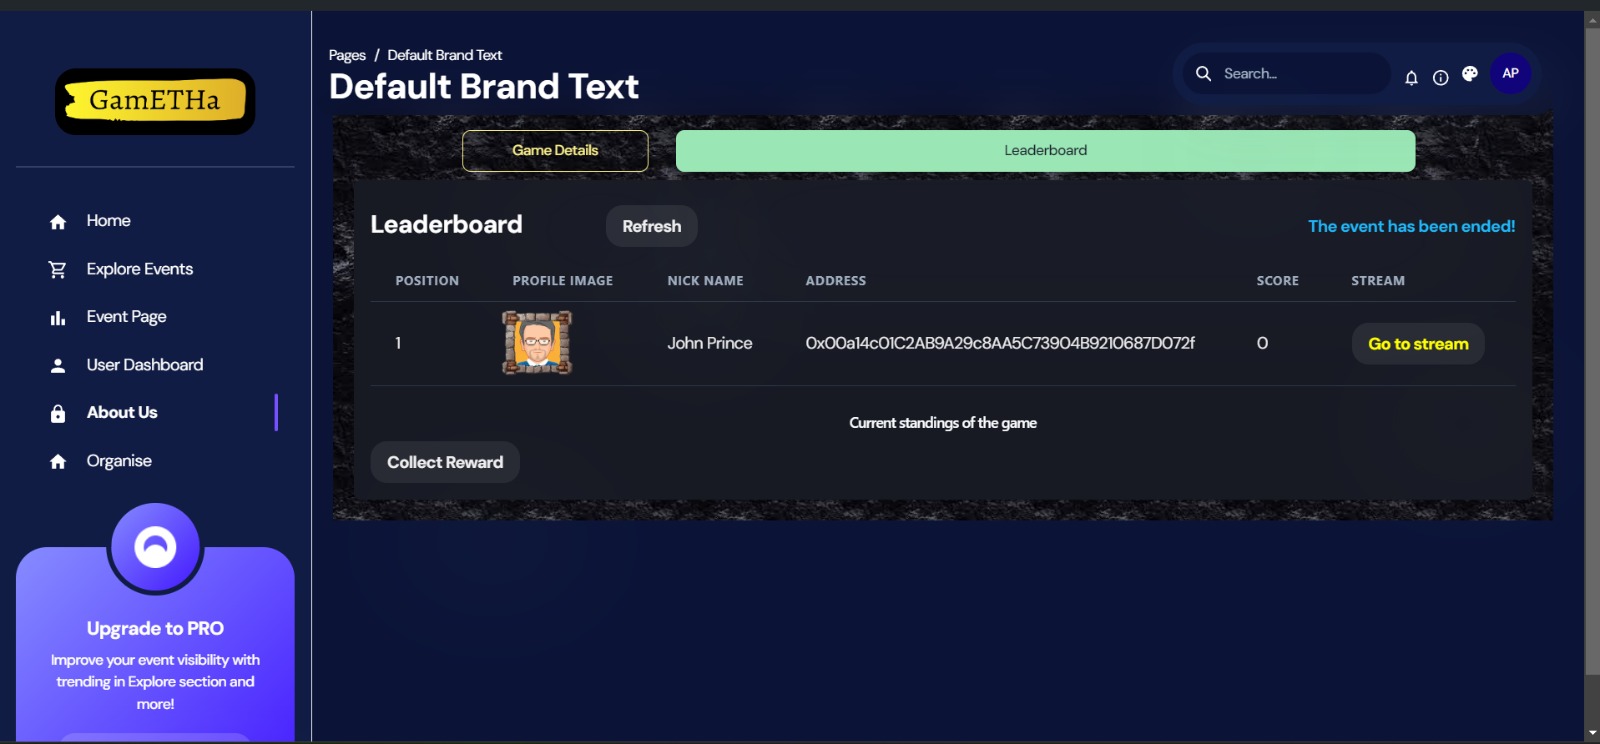 GamETHa
Home
Explore Events
Event Page
User Dashboard
About Us
Organise
Upgrade to PRO
Improve your event visibility with
trending in Explore section and
more!
Pages / Default Brand Text
Default Brand Text
Search...
AP
Game Details
Leaderboard
Leaderboard
Refresh
The event has been ended!
POSITION PROFILE IMAGE NICK NAME ADDRESS SCORE STREAM
1 John Prince 0x00a14c01C2AB9A29c8AA5C73904B9210687D072f 0 Go to stream
Current standings of the game
Collect Reward